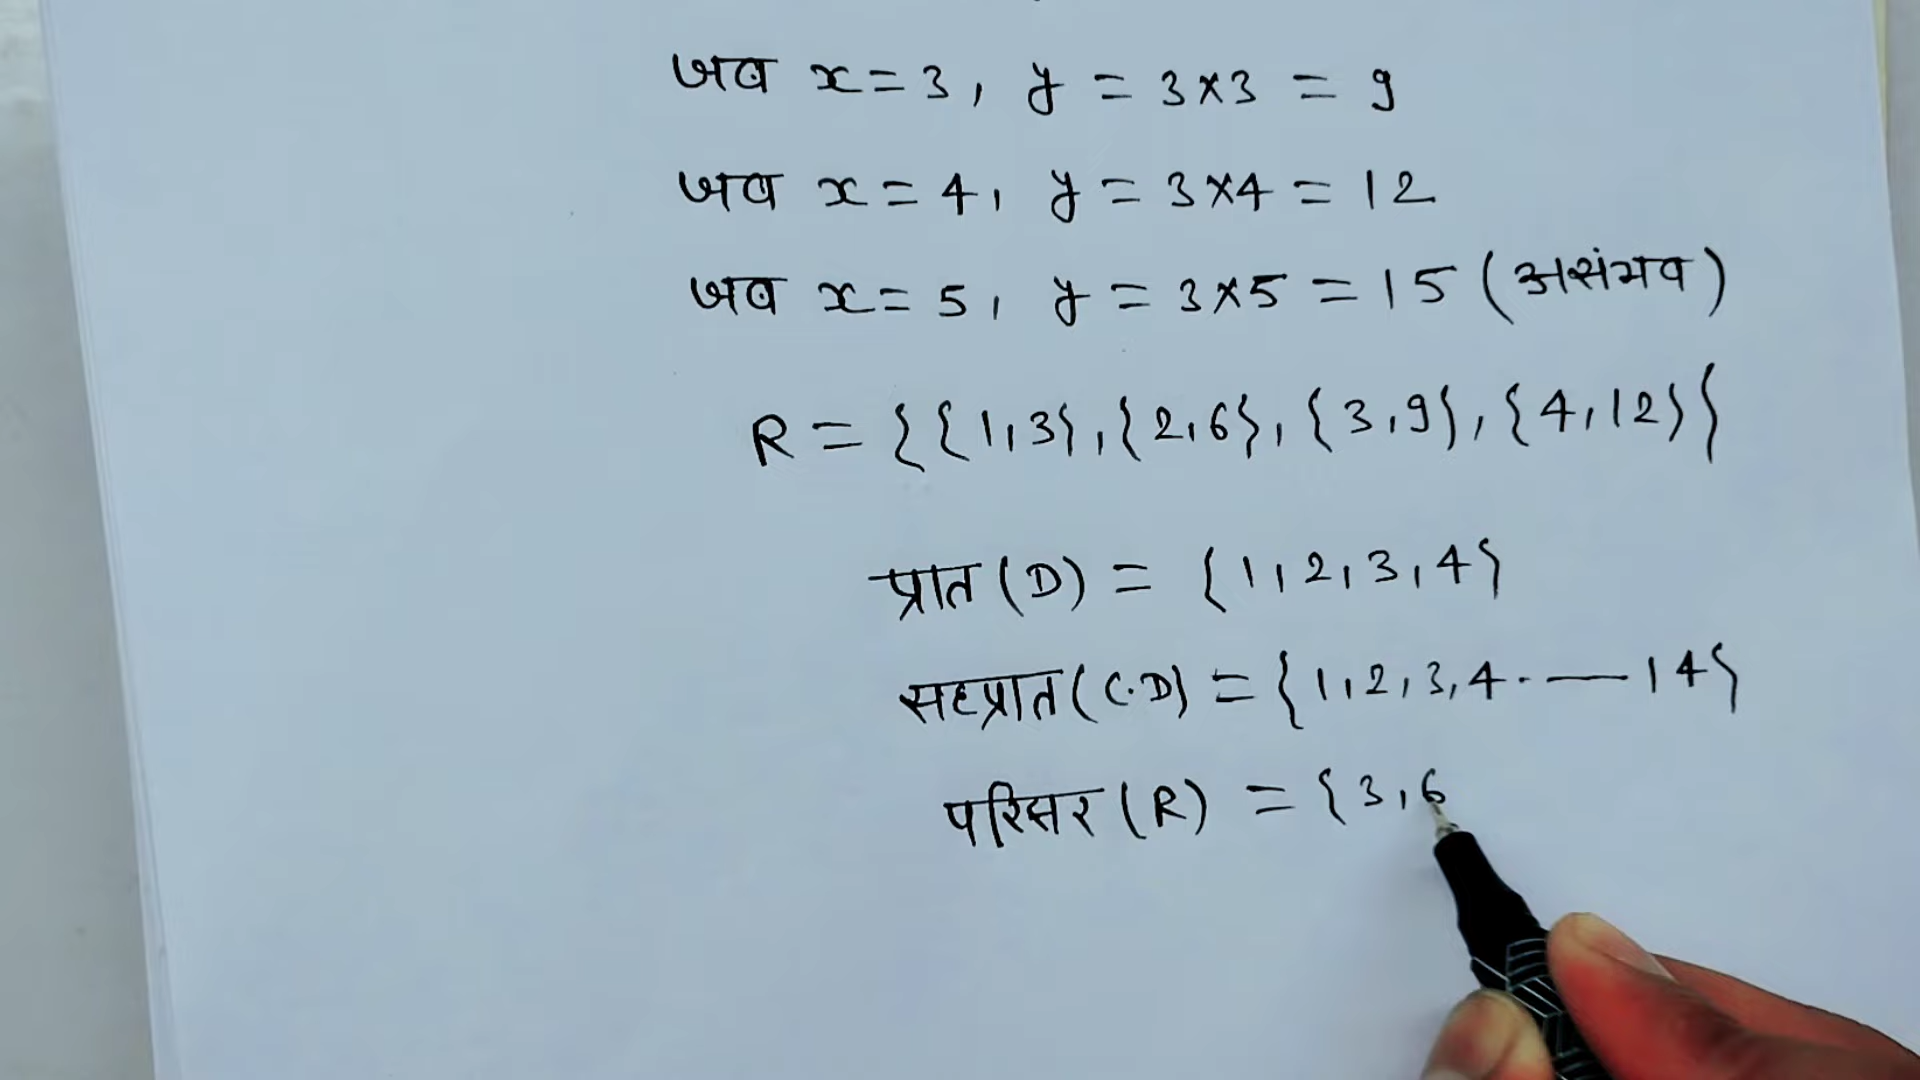 जब x = 3, y = 3×3 = 9
जब x = 4, y = 3×4 = 12
जब x = 5, y = 3×5 = 15 (असंभव)
R = {{1,3},{2,6},{3,9},{4,12}}
प्रात (D) = {1,2,3,4}
सहप्रात (C.D) = {1,2,3,4.—14}
परिसर (R) = {3,6